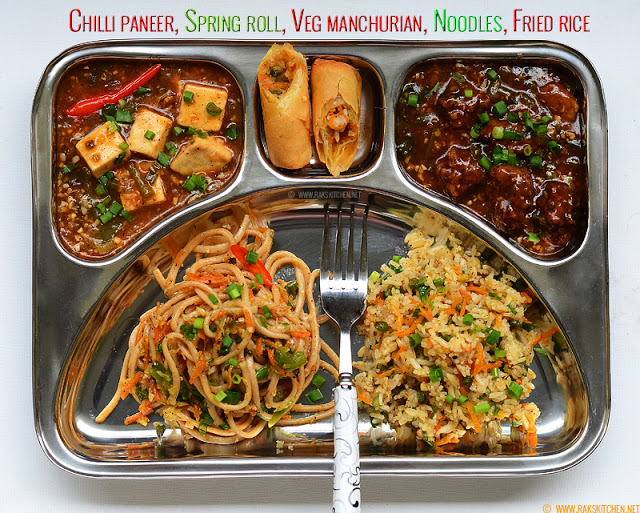 Chilli paneer, Spring roll, Veg manchurian, Noodles, Fried rice
© WWW.RAKSKITCHEN.NET
© WWW.RAKSKITCHEN.NET